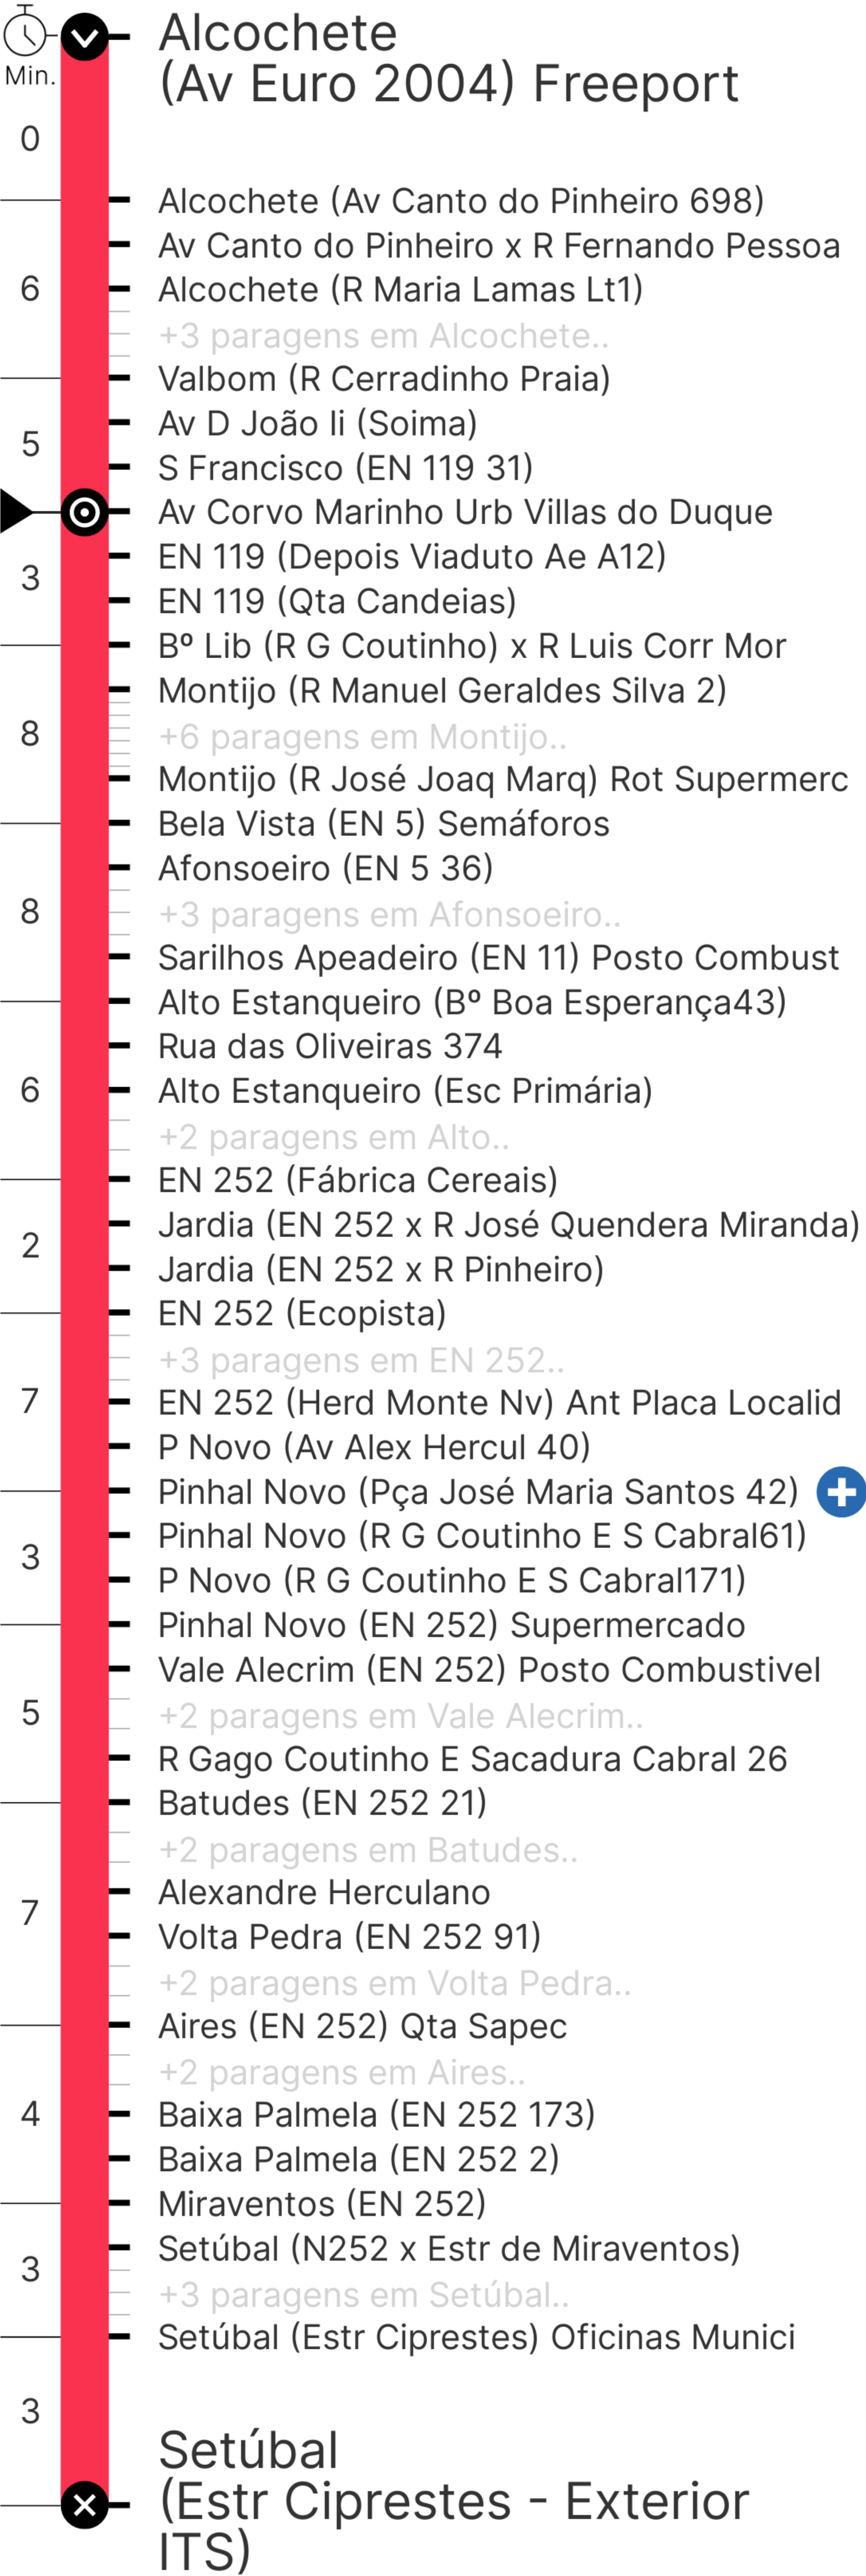 Alcochete
(Av Euro 2004) Freeport
Min.
0
Alcochete (Av Canto do Pinheiro 698)
Av Canto do Pinheiro x R Fernando Pessoa
6
Alcochete (R Maria Lamas Lt1)
+3 paragens em Alcochete..
Valbom (R Cerradinho Praia)
Av D João Ii (Soima)
5
S Francisco (EN 119 31)
Av Corvo Marinho Urb Villas do Duque
EN 119 (Depois Viaduto Ae A12)
3
EN 119 (Qta Candeias)
Bº Lib (R G Coutinho) x R Luis Corr Mor
Montijo (R Manuel Geraldes Silva 2)
8
+6 paragens em Montijo..
Montijo (R José Joaq Marq) Rot Supermerc
Bela Vista (EN 5) Semáforos
Afonsoeiro (EN 5 36)
8
+3 paragens em Afonsoeiro..
Sarilhos Apeadeiro (EN 11) Posto Combust
Alto Estanqueiro (Bº Boa Esperança43)
Rua das Oliveiras 374
6
Alto Estanqueiro (Esc Primária)
+2 paragens em Alto..
EN 252 (Fábrica Cereais)
Jardia (EN 252 x R José Quendera Miranda)
2
Jardia (EN 252 x R Pinheiro)
EN 252 (Ecopista)
+3 paragens em EN 252..
7
EN 252 (Herd Monte Nv) Ant Placa Localid
P Novo (Av Alex Hercul 40)
Pinhal Novo (Pça José Maria Santos 42)
Pinhal Novo (R G Coutinho E S Cabral61)
3
P Novo (R G Coutinho E S Cabral171)
Pinhal Novo (EN 252) Supermercado
Vale Alecrim (EN 252) Posto Combustivel
5
+2 paragens em Vale Alecrim..
R Gago Coutinho E Sacadura Cabral 26
Batudes (EN 252 21)
+2 paragens em Batudes..
Alexandre Herculano
7
Volta Pedra (EN 252 91)
+2 paragens em Volta Pedra..
Aires (EN 252) Qta Sapec
+2 paragens em Aires..
4
Baixa Palmela (EN 252 173)
Baixa Palmela (EN 252 2)
Miraventos (EN 252)
Setúbal (N252 x Estr de Miraventos)
3
+3 paragens em Setúbal..
Setúbal (Estr Ciprestes) Oficinas Munici
3
Setúbal
(Estr Ciprestes - Exterior
ITS)